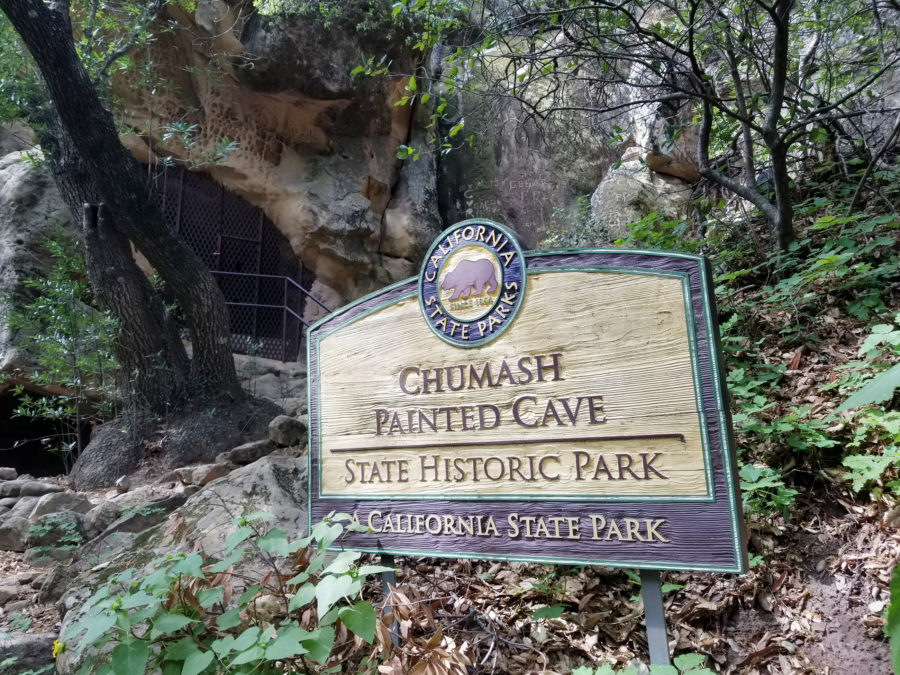 CALIFORNIA
SINCE 1864
STATE PARKS
CHUMASH
PAINTED CAVE
STATE HISTORIC PARK
A CALIFORNIA STATE PARK